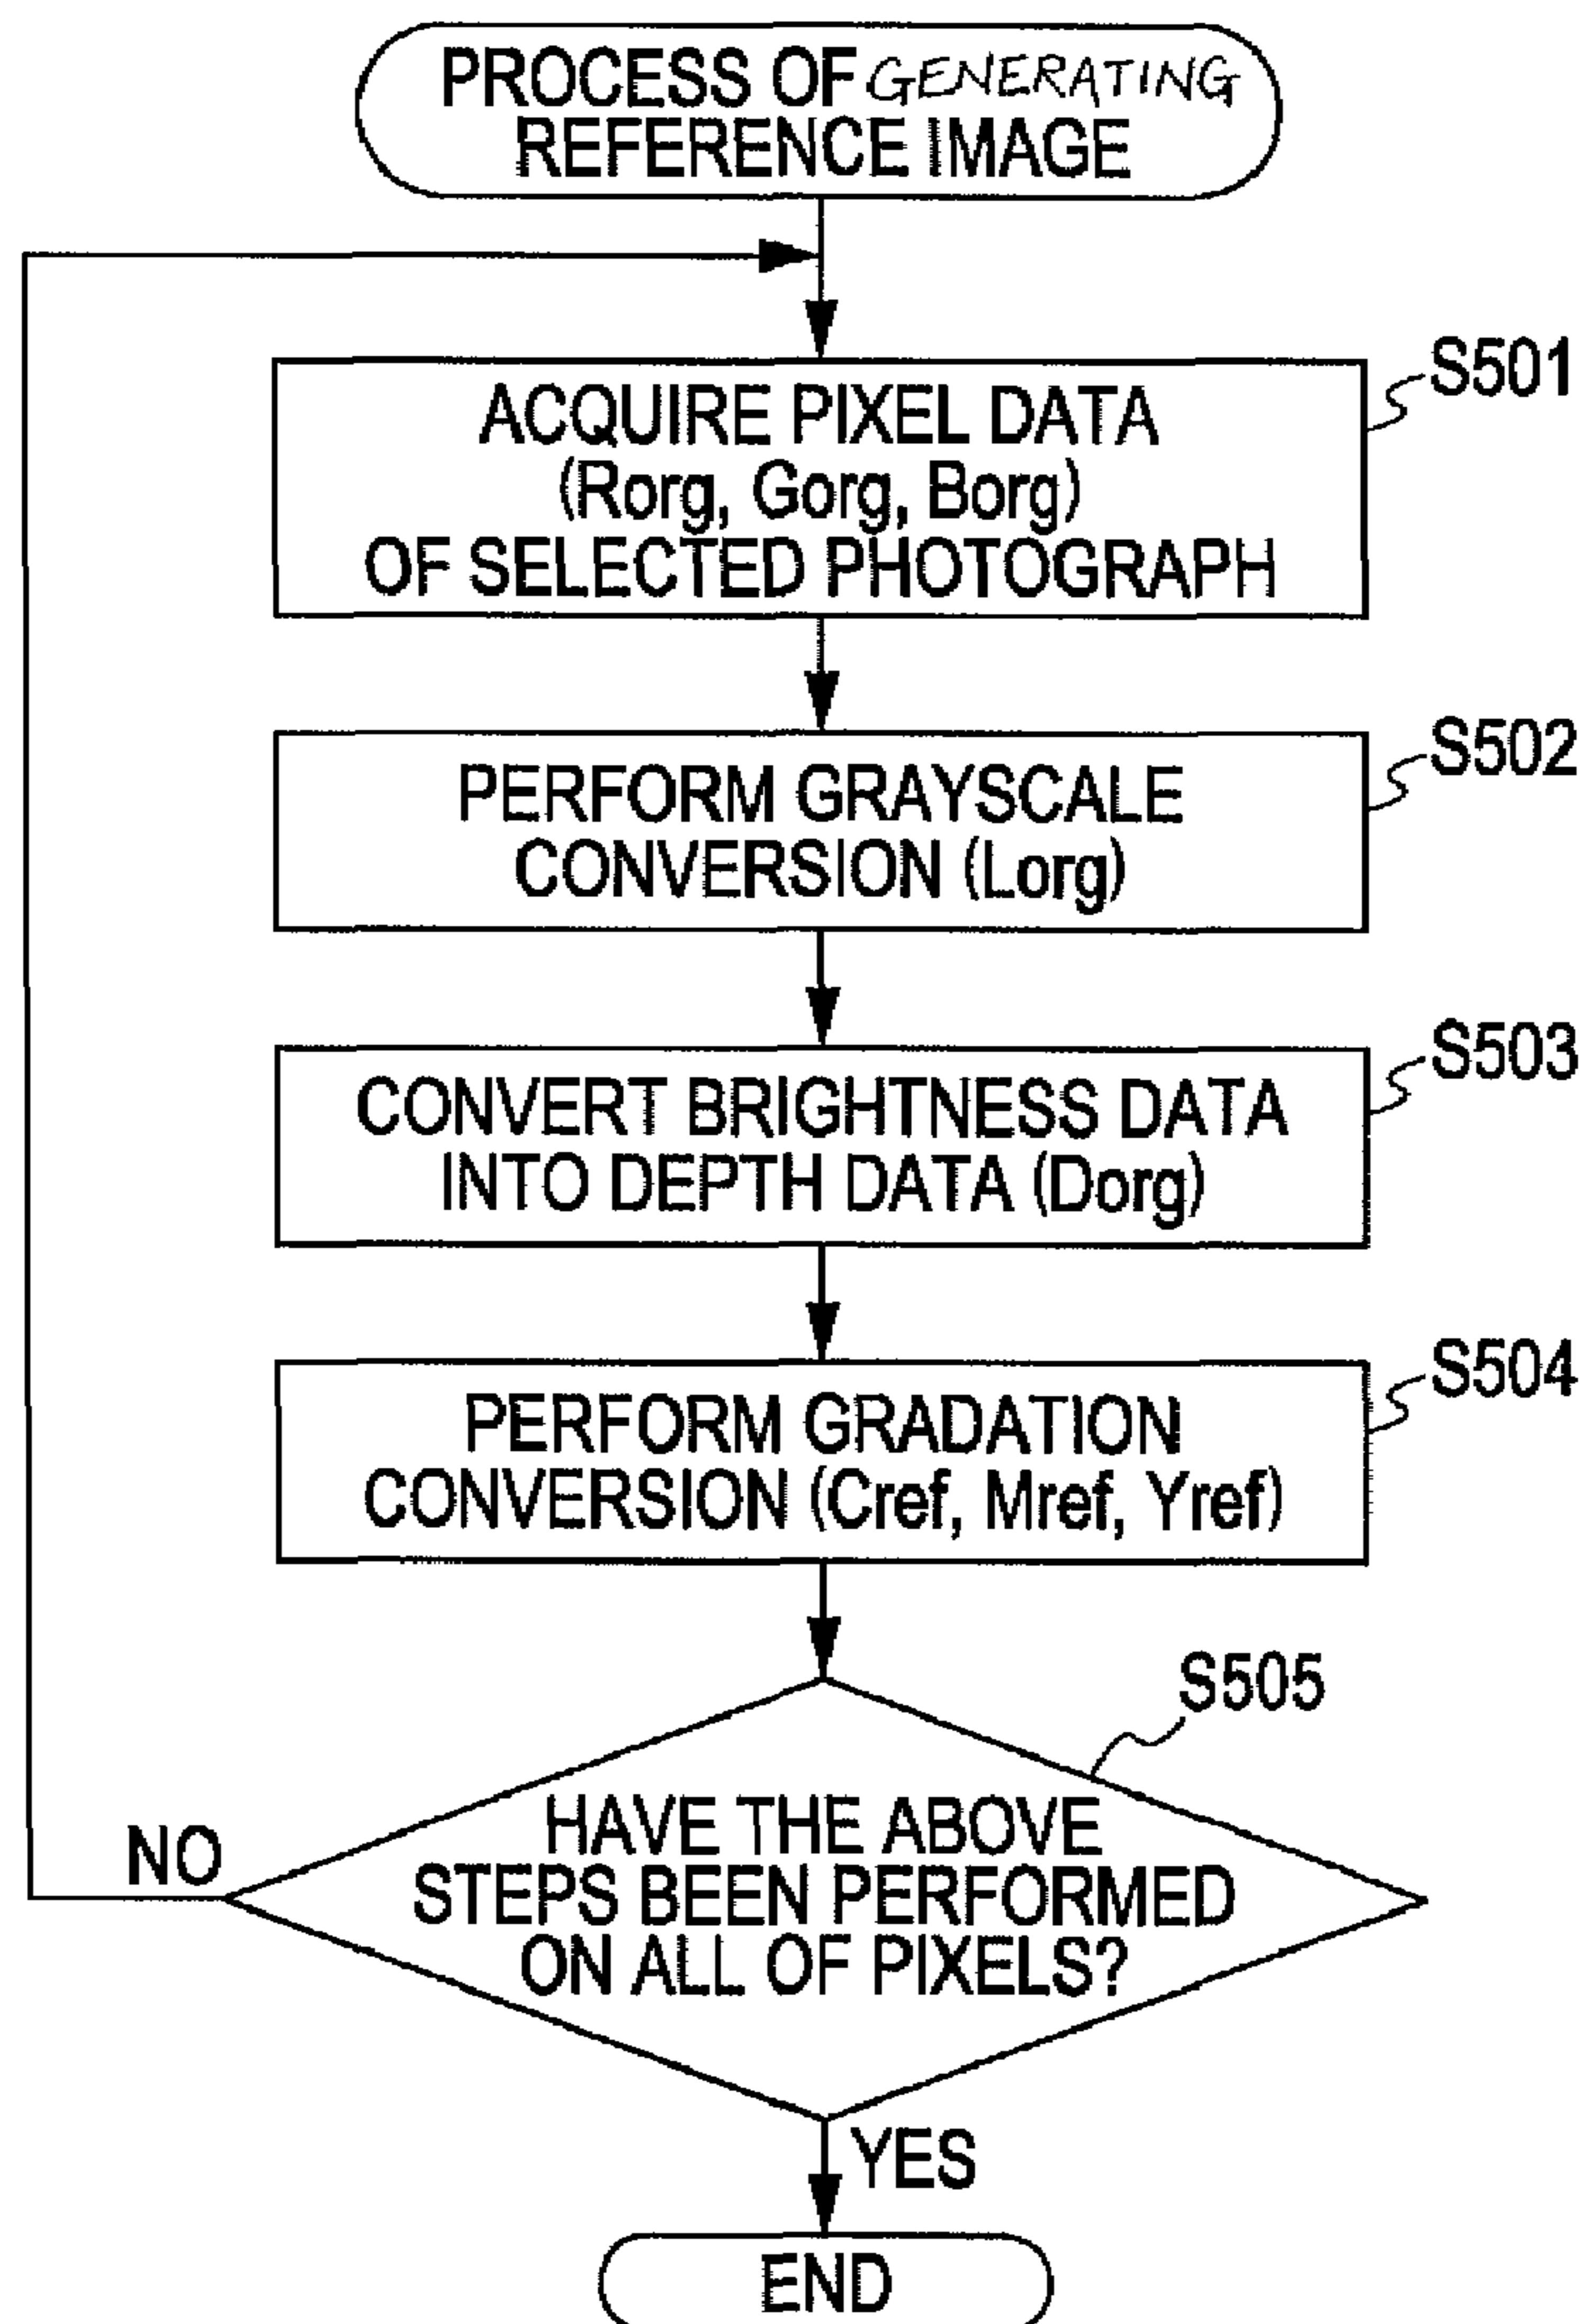 PROCESS OF GENERATING
REFERENCE IMAGE
S501
ACQUIRE PIXEL DATA
(Rorg, Gorg, Borg)
OF SELECTED PHOTOGRAPH
S502
PERFORM GRAYSCALE
CONVERSION (Lorg)
S503
CONVERT BRIGHTNESS DATA
INTO DEPTH DATA (Dorg)
S504
PERFORM GRADATION
CONVERSION (Cref, Mref, Yref)
S505
HAVE THE ABOVE
STEPS BEEN PERFORMED
ON ALL OF PIXELS?
NO
YES
END